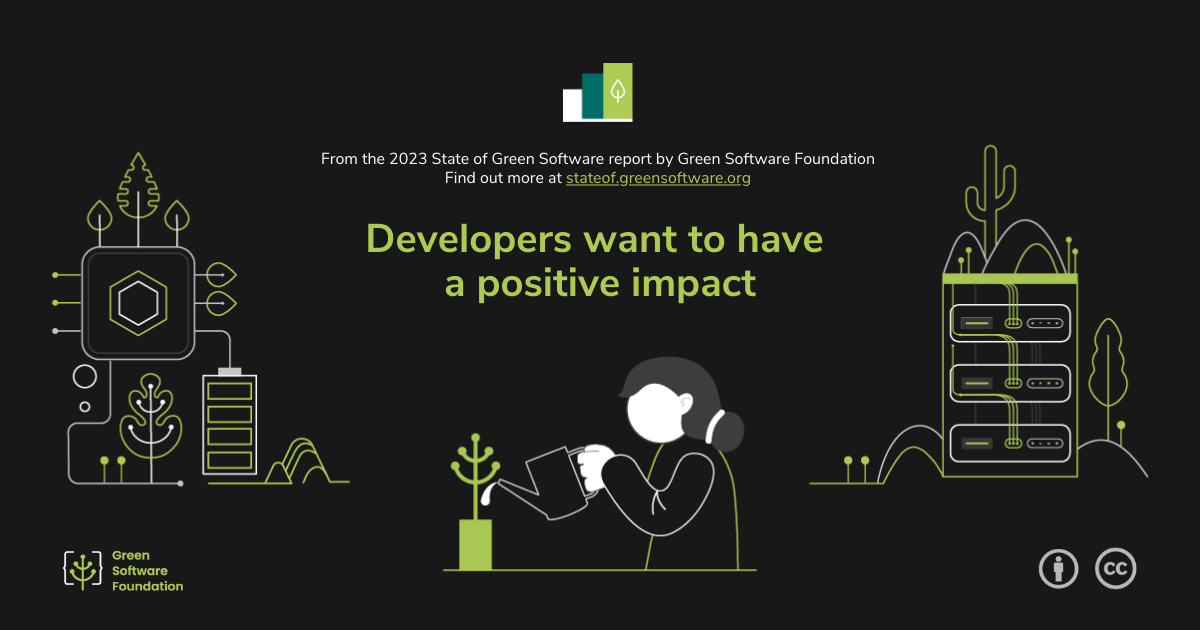 From the 2023 State of Green Software report by Green Software Foundation
Find out more at stateof.greensoftware.org
Developers want to have
a positive impact
Green
Software
Foundation
cc